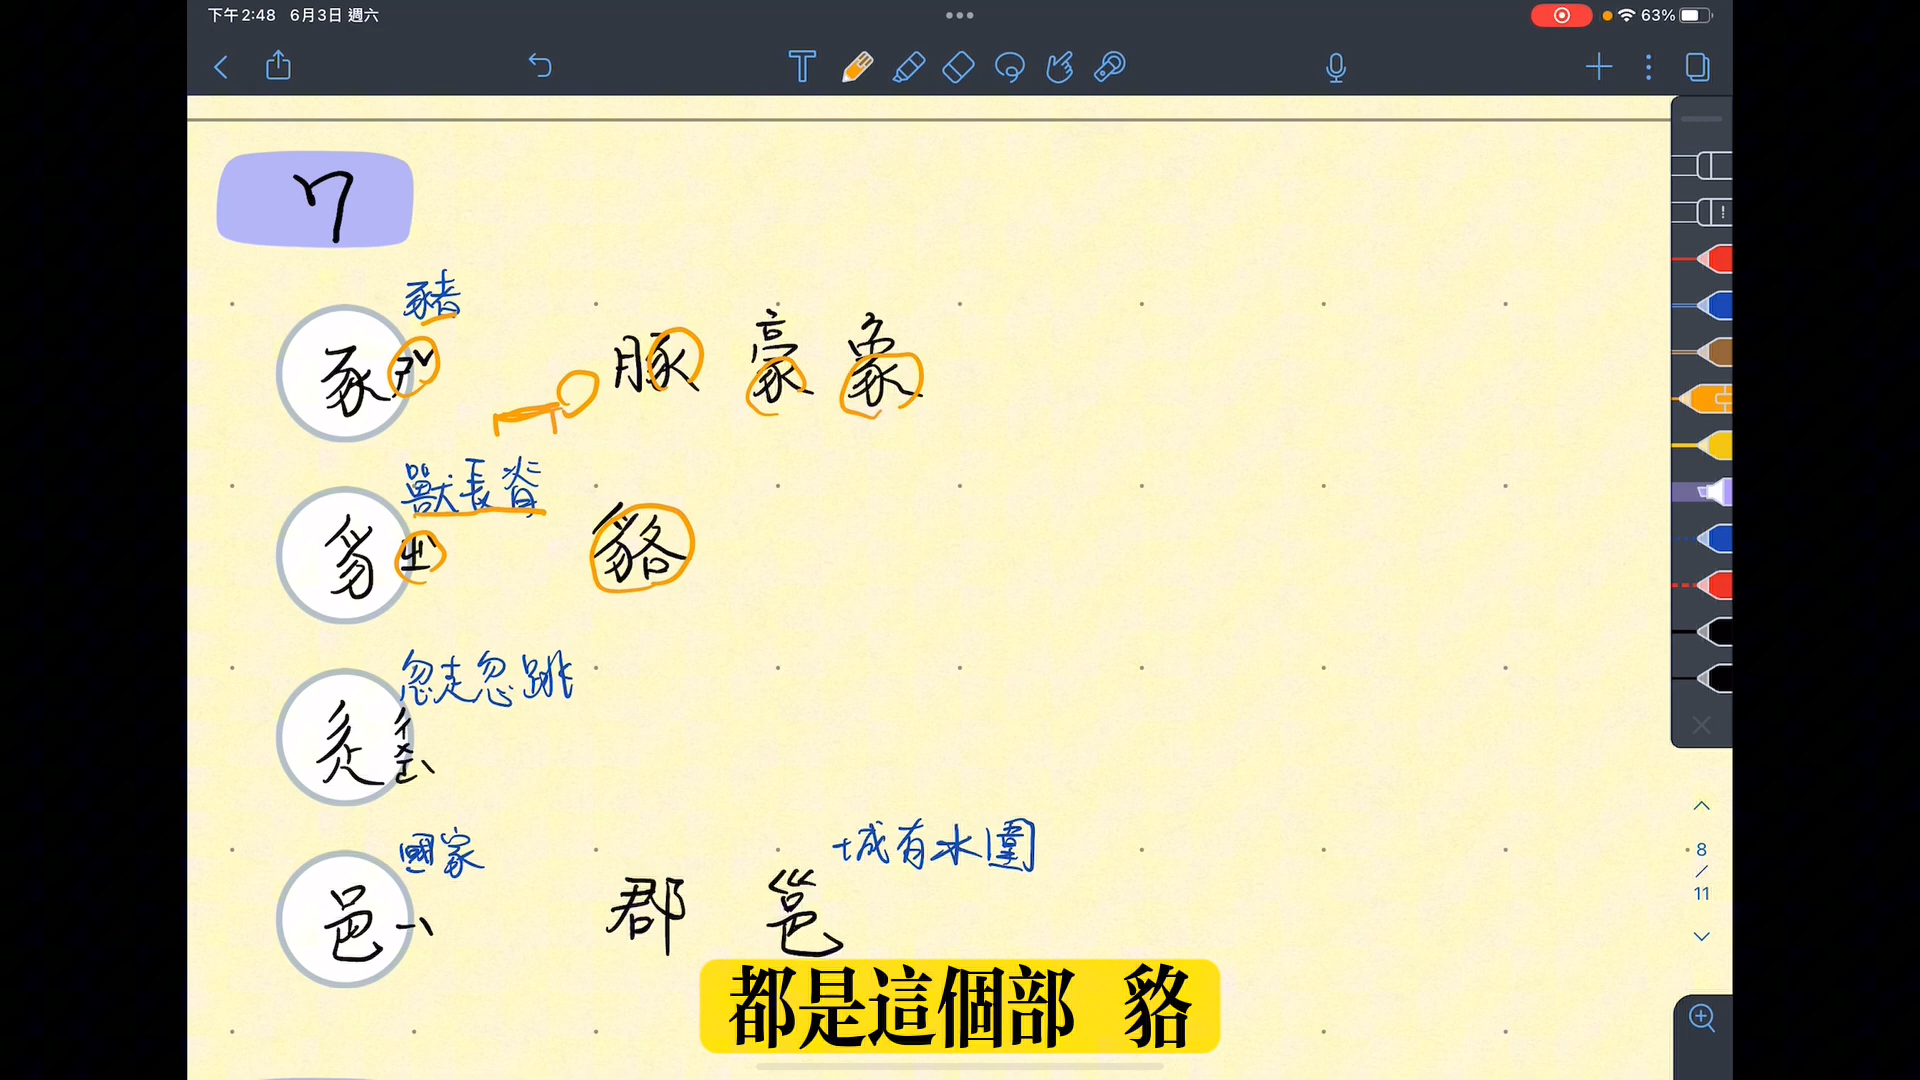 下午2:48 6月3日 週六
63%
7
豬
豕 ㄕˇ 豚 豪 象
獸長脊
豸 ㄓˋ 貉
忽走忽跳
辵 ㄔㄨㄛˋ
國家
城有水圍
邑 ㄧˋ 郡 邕
8
/
11
都是這個部 貉